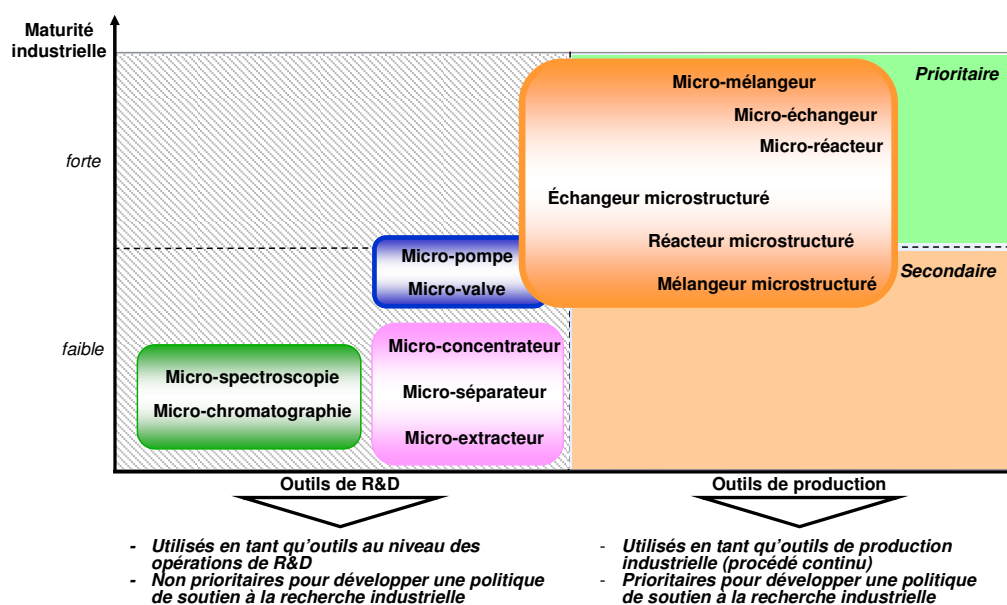 Maturité
industrielle
Prioritaire
Micro-mélangeur
Micro-échangeur
Micro-réacteur
forte
Échangeur microstructuré
Réacteur microstructuré
Micro-pompe
Secondaire
Mélangeur microstructuré
Micro-valve
faible
Micro-concentrateur
Micro-spectroscopie
Micro-séparateur
Micro-chromatographie
Micro-extracteur
Outils de R&D
Outils de production
- Utilisés en tant qu'outils au niveau des
opérations de R&D
- Non prioritaires pour développer une politique
de soutien à la recherche industrielle
- Utilisés en tant qu'outils de production
industrielle (procédé continu)
- Prioritaires pour développer une politique
de soutien à la recherche industrielle